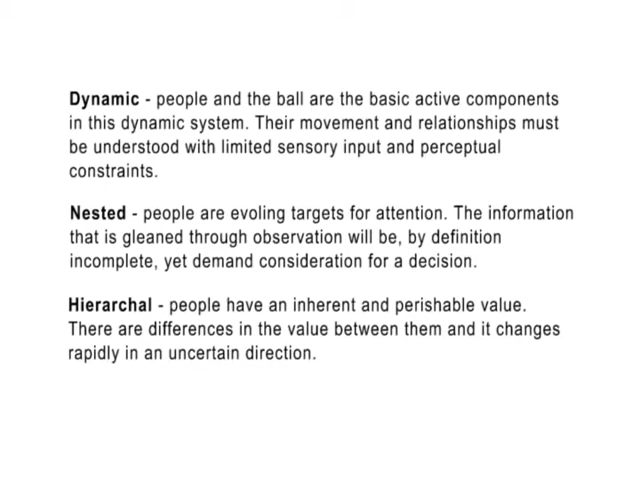 Dynamic - people and the ball are the basic active components
in this dynamic system. Their movement and relationships must
be understood with limited sensory input and perceptual
constraints.
Nested - people are evoling targets for attention. The information
that is gleaned through observation will be, by definition
incomplete, yet demand consideration for a decision.
Hierarchal - people have an inherent and perishable value.
There are differences in the value between them and it changes
rapidly in an uncertain direction.